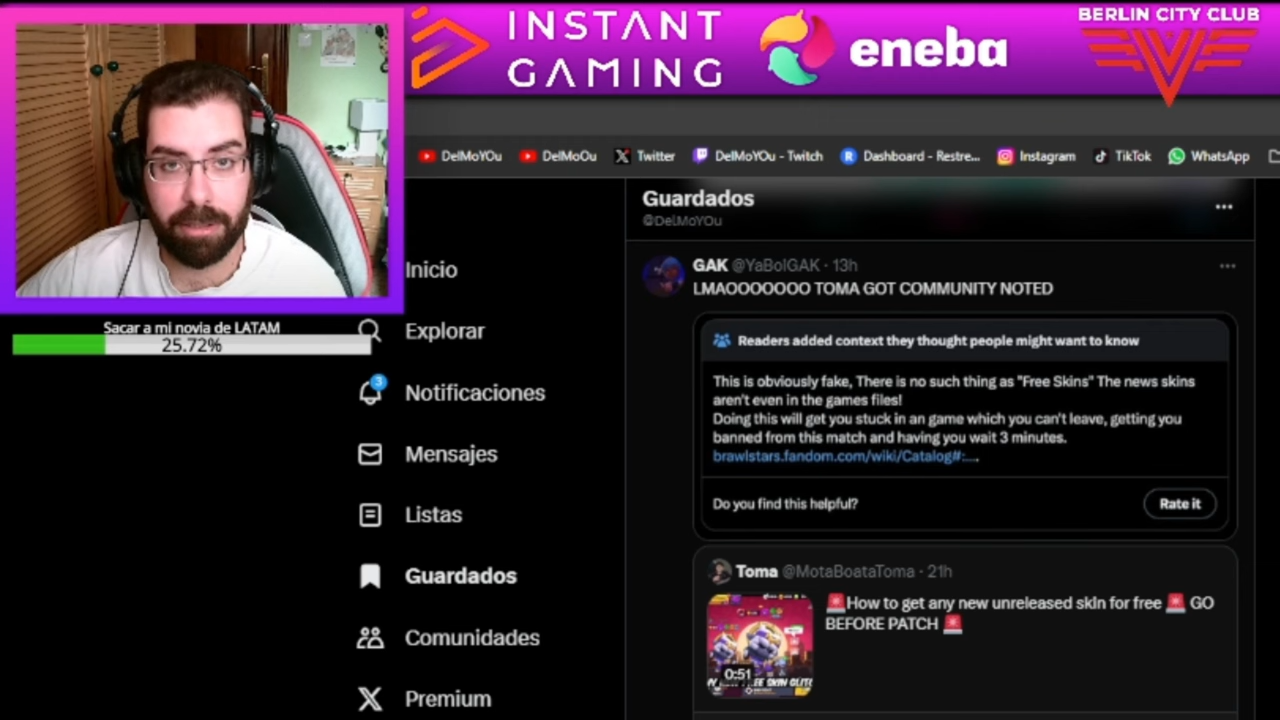 INSTANT
GAMING
eneba
BERLIN CITY CLUB
DelMoYOu
DelMoOu
Twitter
DelMoYOu - Twitch
Dashboard - Restre...
Instagram
TikTok
WhatsApp
Guardados
@DelMoYOu
Inicio
Explorar
Notificaciones
3
Mensajes
Listas
Guardados
Comunidades
Premium
Sacar a mi novia de LATAM
25.72%
GAK @YaBoIGAK · 13h
LMAOOOOOOO TOMA GOT COMMUNITY NOTED
Readers added context they thought people might want to know
This is obviously fake, There is no such thing as "Free Skins" The news skins
aren't even in the games files!
Doing this will get you stuck in an game which you can't leave, getting you
banned from this match and having you wait 3 minutes.
brawlstars.fandom.com/wiki/Catalog#:....
Do you find this helpful?
Rate it
Toma @MotaBoataToma · 21h
🚨How to get any new unreleased skIn for free 🚨 GO
BEFORE PATCH 🚨
0:51